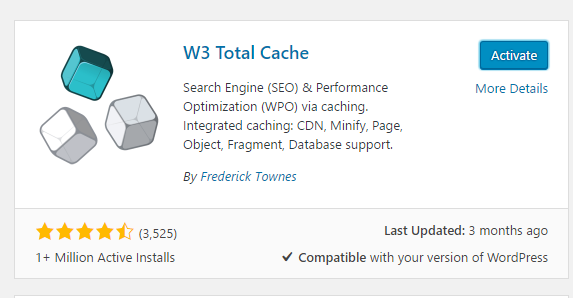 W3 Total Cache
Activate
More Details
Search Engine (SEO) & Performance
Optimization (WPO) via caching.
Integrated caching: CDN, Minify, Page,
Object, Fragment, Database support.
By Frederick Townes
(3,525)
Last Updated: 3 months ago
1+ Million Active Installs
Compatible with your version of WordPress